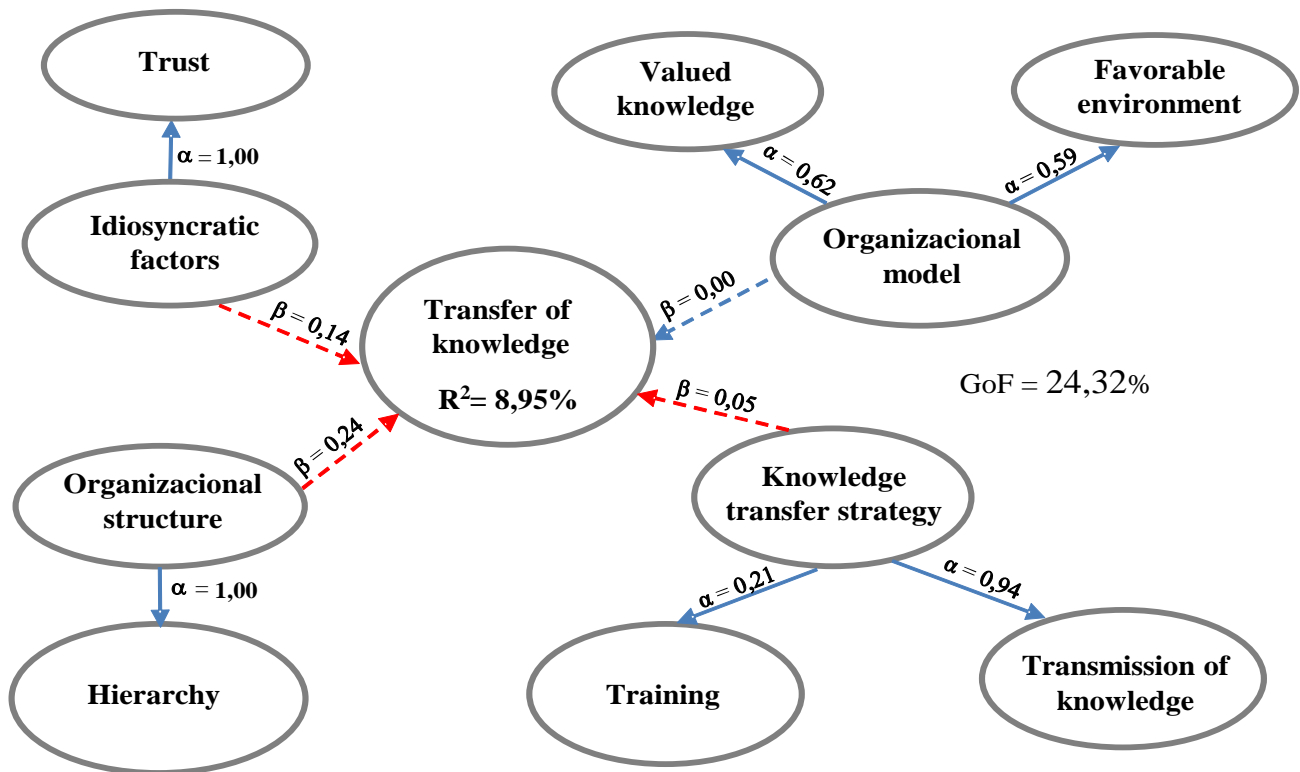 Trust
α = 1,00
Idiosyncratic
factors
β = 0,14
Valued
knowledge
Favorable
environment
α = 0,62
α = 0,59
Organizacional
model
β = 0,00
Transfer of
knowledge
R²= 8,95%
GoF = 24,32%
β = 0,05
β = 0,24
Organizacional
structure
α = 1,00
Hierarchy
Knowledge
transfer strategy
α = 0,21
α = 0,94
Training
Transmission of
knowledge